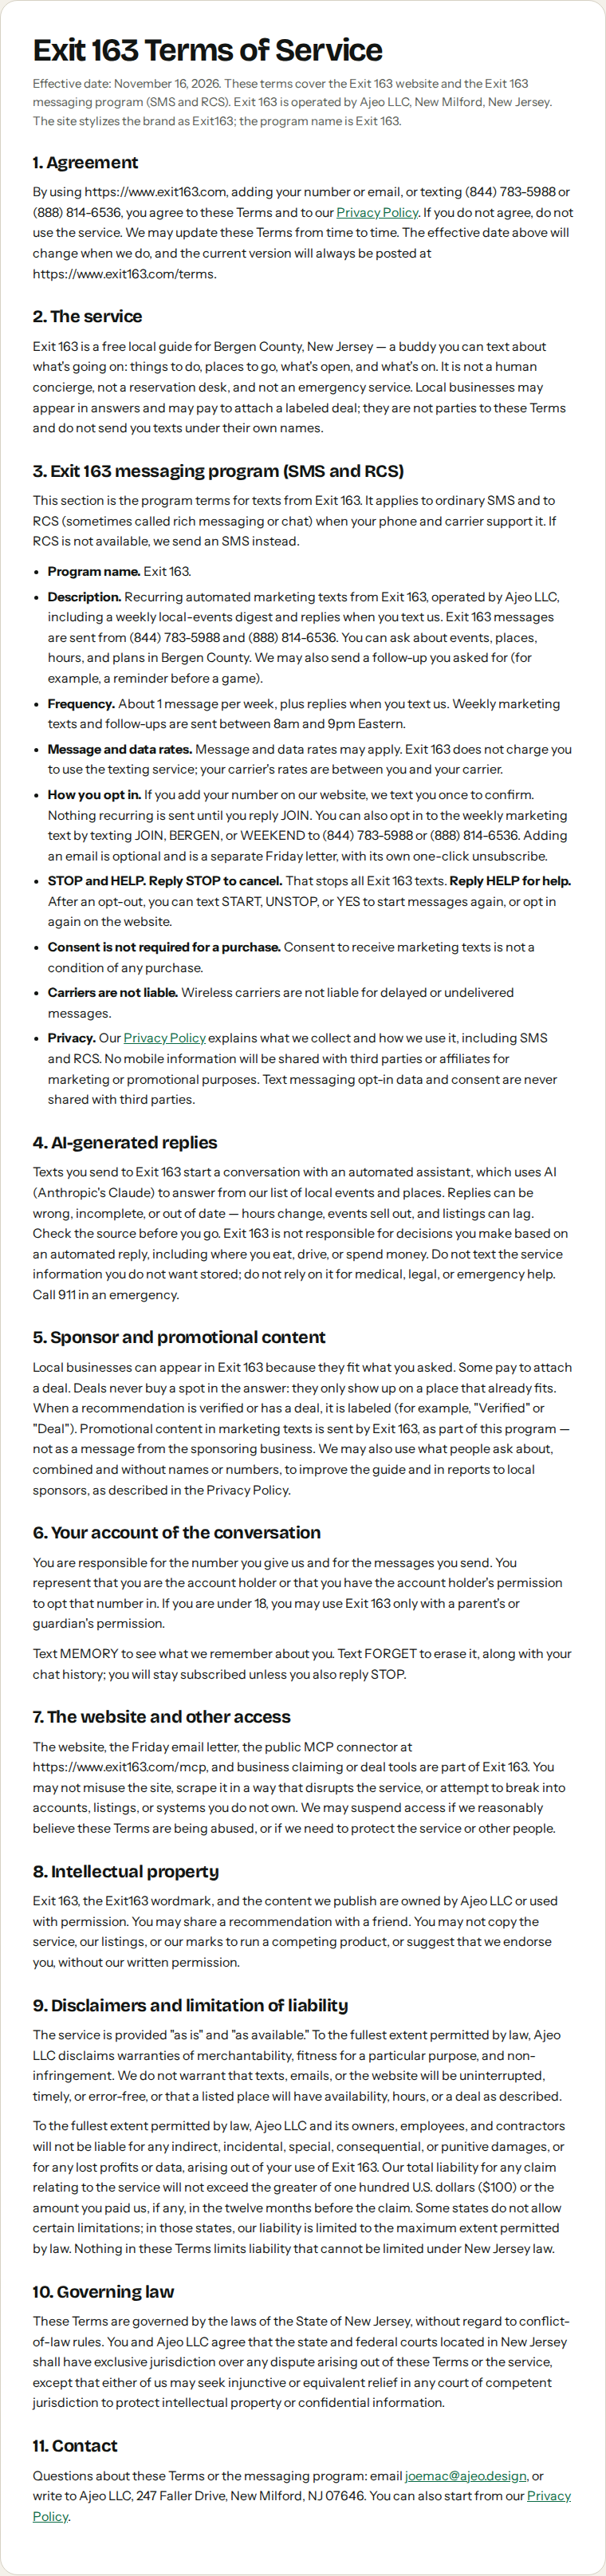 Exit 163 Terms of Service
Effective date: November 16, 2026. These terms cover the Exit 163 website and the Exit 163
messaging program (SMS and RCS). Exit 163 is operated by Ajeo LLC, New Milford, New Jersey.
The site stylizes the brand as Exit163; the program name is Exit 163.
1. Agreement
By using https://www.exit163.com, adding your number or email, or texting (844) 783-5988 or
(888) 814-6536, you agree to these Terms and to our Privacy Policy. If you do not agree, do not
use the service. We may update these Terms from time to time. The effective date above will
change when we do, and the current version will always be posted at
https://www.exit163.com/terms.
2. The service
Exit 163 is a free local guide for Bergen County, New Jersey — a buddy you can text about
what's going on: things to do, places to go, what's open, and what's on. It is not a human
concierge, not a reservation desk, and not an emergency service. Local businesses may
appear in answers and may pay to attach a labeled deal; they are not parties to these Terms
and do not send you texts under their own names.
3. Exit 163 messaging program (SMS and RCS)
This section is the program terms for texts from Exit 163. It applies to ordinary SMS and to
RCS (sometimes called rich messaging or chat) when your phone and carrier support it. If
RCS is not available, we send an SMS instead.
• Program name. Exit 163.
• Description. Recurring automated marketing texts from Exit 163, operated by Ajeo LLC,
including a weekly local-events digest and replies when you text us. Exit 163 messages
are sent from (844) 783-5988 and (888) 814-6536. You can ask about events, places,
hours, and plans in Bergen County. We may also send a follow-up you asked for (for
example, a reminder before a game).
• Frequency. About 1 message per week, plus replies when you text us. Weekly marketing
texts and follow-ups are sent between 8am and 9pm Eastern.
• Message and data rates. Message and data rates may apply. Exit 163 does not charge you
to use the texting service; your carrier's rates are between you and your carrier.
• How you opt in. If you add your number on our website, we text you once to confirm.
Nothing recurring is sent until you reply JOIN. You can also opt in to the weekly marketing
text by texting JOIN, BERGEN, or WEEKEND to (844) 783-5988 or (888) 814-6536. Adding
an email is optional and is a separate Friday letter, with its own one-click unsubscribe.
• STOP and HELP. Reply STOP to cancel. That stops all Exit 163 texts. Reply HELP for help.
After an opt-out, you can text START, UNSTOP, or YES to start messages again, or opt in
again on the website.
• Consent is not required for a purchase. Consent to receive marketing texts is not a
condition of any purchase.
• Carriers are not liable. Wireless carriers are not liable for delayed or undelivered
messages.
• Privacy. Our Privacy Policy explains what we collect and how we use it, including SMS
and RCS. No mobile information will be shared with third parties or affiliates for
marketing or promotional purposes. Text messaging opt-in data and consent are never
shared with third parties.
4. AI-generated replies
Texts you send to Exit 163 start a conversation with an automated assistant, which uses AI
(Anthropic's Claude) to answer from our list of local events and places. Replies can be
wrong, incomplete, or out of date — hours change, events sell out, and listings can lag.
Check the source before you go. Exit 163 is not responsible for decisions you make based on
an automated reply, including where you eat, drive, or spend money. Do not text the service
information you do not want stored; do not rely on it for medical, legal, or emergency help.
Call 911 in an emergency.
5. Sponsor and promotional content
Local businesses can appear in Exit 163 because they fit what you asked. Some pay to attach
a deal. Deals never buy a spot in the answer: they only show up on a place that already fits.
When a recommendation is verified or has a deal, it is labeled (for example, "Verified" or
"Deal"). Promotional content in marketing texts is sent by Exit 163, as part of this program —
not as a message from the sponsoring business. We may also use what people ask about,
combined and without names or numbers, to improve the guide and in reports to local
sponsors, as described in the Privacy Policy.
6. Your account of the conversation
You are responsible for the number you give us and for the messages you send. You
represent that you are the account holder or that you have the account holder's permission
to opt that number in. If you are under 18, you may use Exit 163 only with a parent's or
guardian's permission.
Text MEMORY to see what we remember about you. Text FORGET to erase it, along with your
chat history; you will stay subscribed unless you also reply STOP.
7. The website and other access
The website, the Friday email letter, the public MCP connector at
https://www.exit163.com/mcp, and business claiming or deal tools are part of Exit 163. You
may not misuse the site, scrape it in a way that disrupts the service, or attempt to break into
accounts, listings, or systems you do not own. We may suspend access if we reasonably
believe these Terms are being abused, or if we need to protect the service or other people.
8. Intellectual property
Exit 163, the Exit163 wordmark, and the content we publish are owned by Ajeo LLC or used
with permission. You may share a recommendation with a friend. You may not copy the
service, our listings, or our marks to run a competing product, or suggest that we endorse
you, without our written permission.
9. Disclaimers and limitation of liability
The service is provided "as is" and "as available." To the fullest extent permitted by law, Ajeo
LLC disclaims warranties of merchantability, fitness for a particular purpose, and non-
infringement. We do not warrant that texts, emails, or the website will be uninterrupted,
timely, or error-free, or that a listed place will have availability, hours, or a deal as described.
To the fullest extent permitted by law, Ajeo LLC and its owners, employees, and contractors
will not be liable for any indirect, incidental, special, consequential, or punitive damages, or
for any lost profits or data, arising out of your use of Exit 163. Our total liability for any claim
relating to the service will not exceed the greater of one hundred U.S. dollars ($100) or the
amount you paid us, if any, in the twelve months before the claim. Some states do not allow
certain limitations; in those states, our liability is limited to the maximum extent permitted
by law. Nothing in these Terms limits liability that cannot be limited under New Jersey law.
10. Governing law
These Terms are governed by the laws of the State of New Jersey, without regard to conflict-
of-law rules. You and Ajeo LLC agree that the state and federal courts located in New Jersey
shall have exclusive jurisdiction over any dispute arising out of these Terms or the service,
except that either of us may seek injunctive or equivalent relief in any court of competent
jurisdiction to protect intellectual property or confidential information.
11. Contact
Questions about these Terms or the messaging program: email joemac@ajeo.design, or
write to Ajeo LLC, 247 Faller Drive, New Milford, NJ 07646. You can also start from our Privacy
Policy.